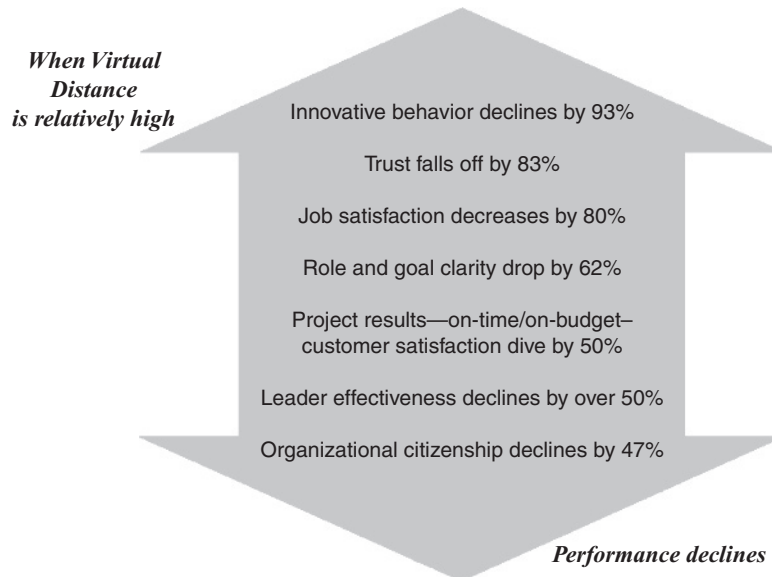 When Virtual
Distance
is relatively high
Innovative behavior declines by 93%
Trust falls off by 83%
Job satisfaction decreases by 80%
Role and goal clarity drop by 62%
Project results—on-time/on-budget–
customer satisfaction dive by 50%
Leader effectiveness declines by over 50%
Organizational citizenship declines by 47%
Performance declines